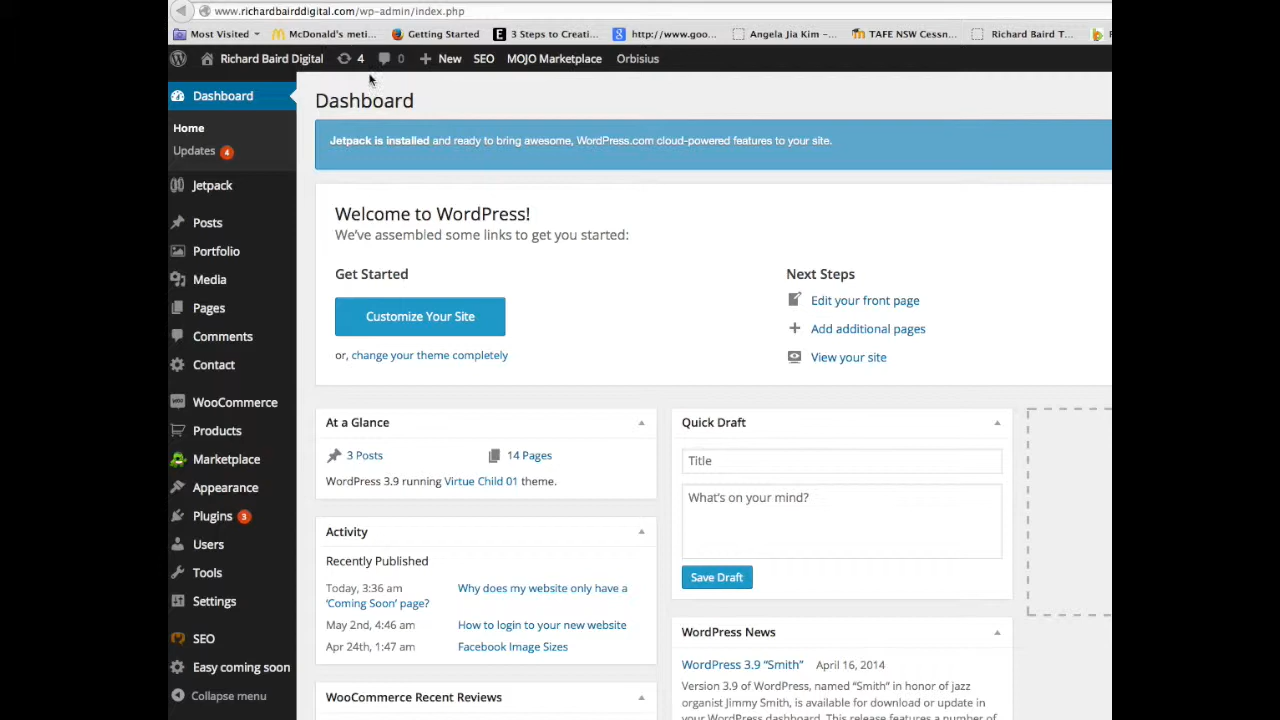 www.richardbairddigital.com/wp-admin/index.php
Most Visited McDonald's meti... Getting Started 3 Steps to Creati... http://www.goo... Angela Jia Kim –... TAFE NSW Cessn... Richard Baird T...
Richard Baird Digital 4 0 New SEO MOJO Marketplace Orbisius
Dashboard
Home
Updates 4
Jetpack
Posts
Portfolio
Media
Pages
Comments
Contact
WooCommerce
Products
Marketplace
Appearance
Plugins 3
Users
Tools
Settings
SEO
Easy coming soon
Collapse menu
Dashboard
Jetpack is installed and ready to bring awesome, WordPress.com cloud-powered features to your site.
Welcome to WordPress!
We've assembled some links to get you started:
Get Started
Customize Your Site
or, change your theme completely
Next Steps
Edit your front page
Add additional pages
View your site
At a Glance
3 Posts 14 Pages
WordPress 3.9 running Virtue Child 01 theme.
Activity
Recently Published
Today, 3:36 am Why does my website only have a
'Coming Soon' page?
May 2nd, 4:46 am How to login to your new website
Apr 24th, 1:47 am Facebook Image Sizes
WooCommerce Recent Reviews
Quick Draft
Title
What's on your mind?
Save Draft
WordPress News
WordPress 3.9 "Smith" April 16, 2014
Version 3.9 of WordPress, named "Smith" in honor of jazz
organist Jimmy Smith, is available for download or update in
your WordPress dashboard. This release features a number of